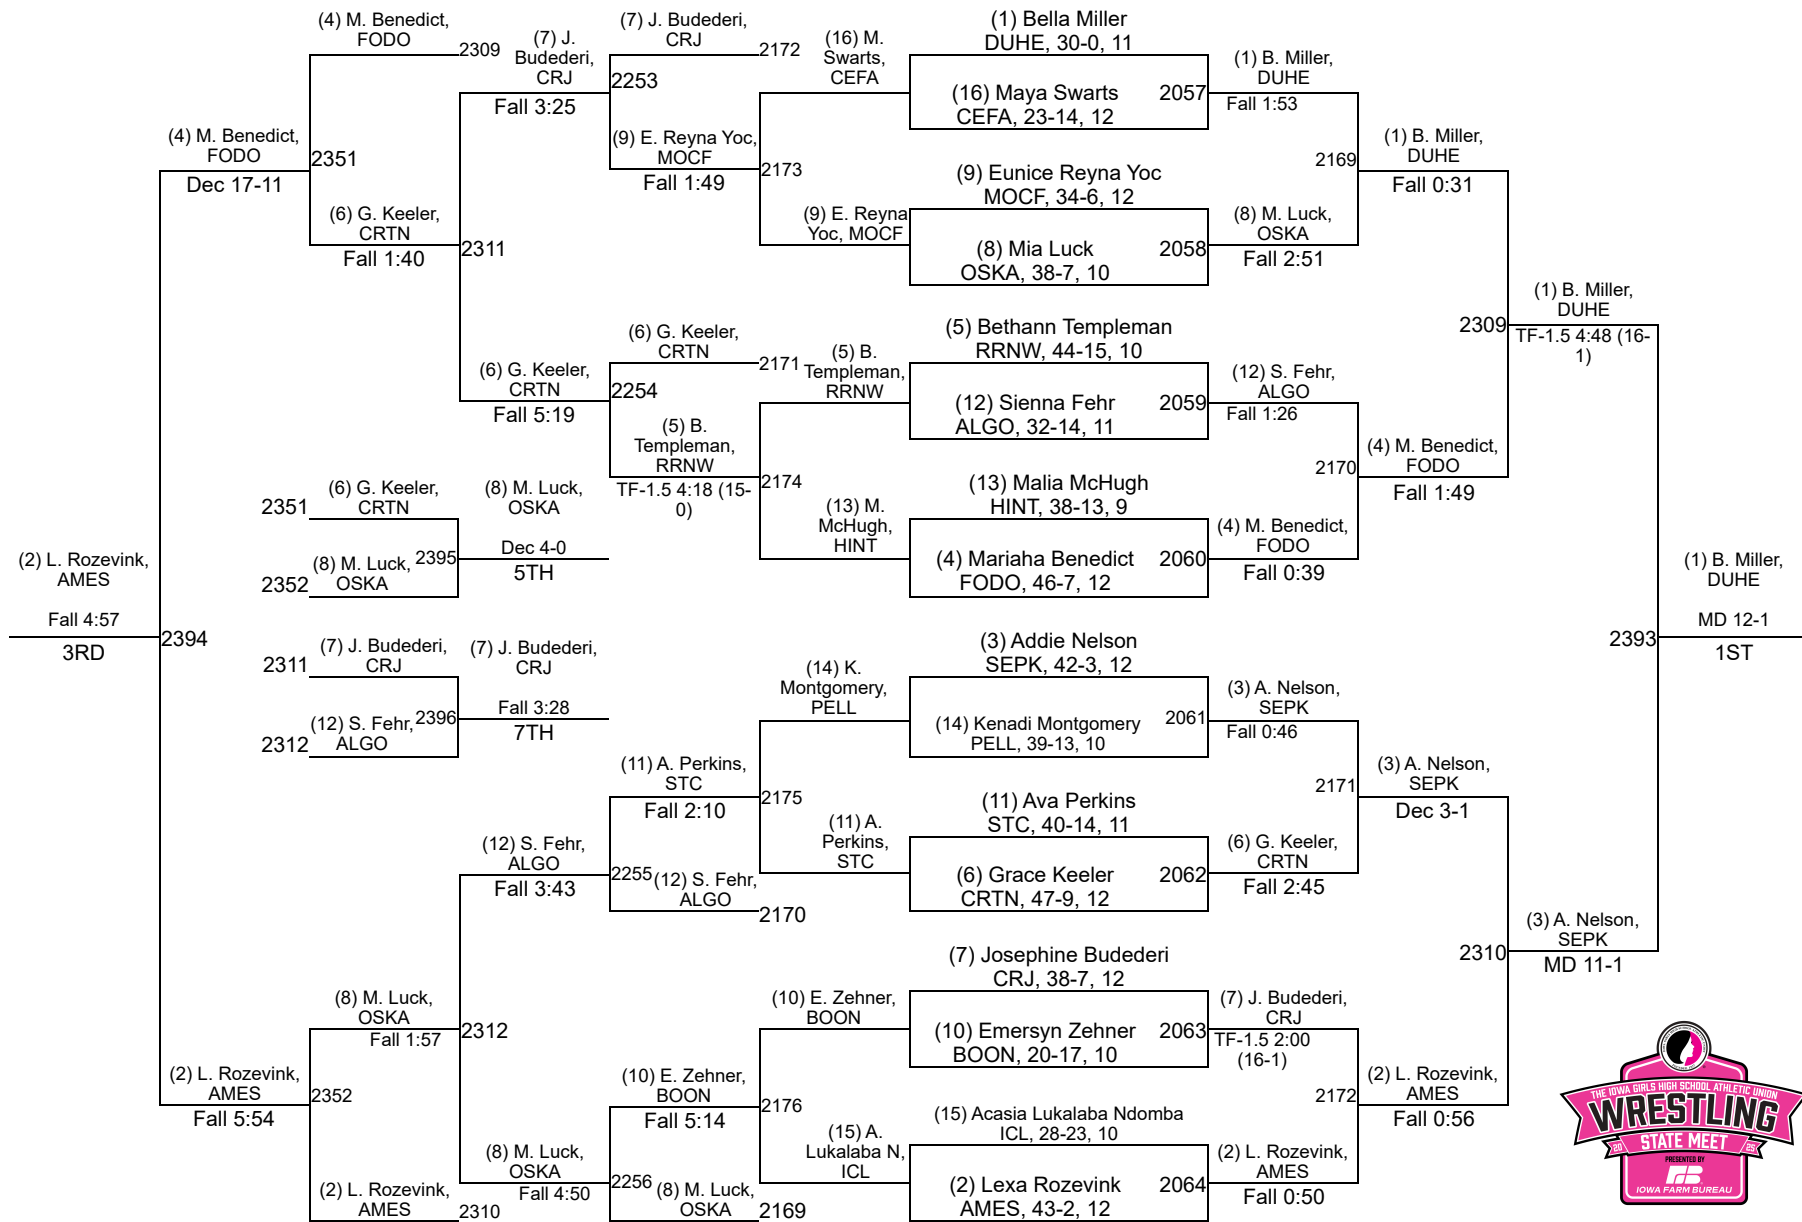 (4) M. Benedict,
FODO
2309
(7) J.
Budederi,
CRJ
Fall 3:25
(7) J. Budederi,
CRJ
2172
2253
(9) E. Reyna Yoc,
MOCF
Fall 1:49
(4) M. Benedict,
FODO
Dec 17-11
2351
(6) G. Keeler,
CRTN
Fall 1:40
2311
(16) M.
Swarts,
CEFA
2173
(9) E. Reyna
Yoc, MOCF
(6) G. Keeler,
CRTN
Fall 5:19
(6) G. Keeler,
CRTN
2171
2254
(5) B.
Templeman,
RRNW
TF-1.5 4:18 (15-
0)
(5) B.
Templeman,
RRNW
2174
(13) M.
McHugh,
HINT
2351
(6) G. Keeler,
CRTN
2352
(8) M. Luck,
OSKA
2395
(8) M. Luck,
OSKA
Dec 4-0
5TH
(2) L. Rozevink,
AMES
Fall 4:57
3RD
2394
2311
(7) J. Budederi,
CRJ
2312
(12) S. Fehr,
ALGO
2396
(7) J. Budederi,
CRJ
Fall 3:28
7TH
(14) K.
Montgomery,
PELL
(11) A. Perkins,
STC
Fall 2:10
2175
(11) A.
Perkins,
STC
(12) S. Fehr,
ALGO
Fall 3:43
2255
(12) S. Fehr,
ALGO
2170
(8) M. Luck,
OSKA
Fall 1:57
2312
(10) E. Zehner,
BOON
(2) L. Rozevink,
AMES
Fall 5:54
2352
(10) E. Zehner,
BOON
Fall 5:14
2176
(15) A.
Lukalaba N,
ICL
(8) M. Luck,
OSKA
Fall 4:50
2256
(8) M. Luck,
OSKA
2169
(2) L. Rozevink,
AMES
2310
(1) Bella Miller
DUHE, 30-0, 11
(16) Maya Swarts
CEFA, 23-14, 12
2057
(9) Eunice Reyna Yoc
MOCF, 34-6, 12
(8) Mia Luck
OSKA, 38-7, 10
2058
(5) Bethann Templeman
RRNW, 44-15, 10
(12) Sienna Fehr
ALGO, 32-14, 11
2059
(13) Malia McHugh
HINT, 38-13, 9
(4) Mariaha Benedict
FODO, 46-7, 12
2060
(3) Addie Nelson
SEPK, 42-3, 12
(14) Kenadi Montgomery
PELL, 39-13, 10
2061
(11) Ava Perkins
STC, 40-14, 11
(6) Grace Keeler
CRTN, 47-9, 12
2062
(7) Josephine Budederi
CRJ, 38-7, 12
(10) Emersyn Zehner
BOON, 20-17, 10
2063
(15) Acasia Lukalaba Ndomba
ICL, 28-23, 10
(2) Lexa Rozevink
AMES, 43-2, 12
2064
(1) B. Miller,
DUHE
Fall 1:53
2169
(8) M. Luck,
OSKA
Fall 2:51
(1) B. Miller,
DUHE
Fall 0:31
(12) S. Fehr,
ALGO
Fall 1:26
2170
(4) M. Benedict,
FODO
Fall 0:39
(4) M. Benedict,
FODO
Fall 1:49
2309
(1) B. Miller,
DUHE
TF-1.5 4:48 (16-
1)
(3) A. Nelson,
SEPK
Fall 0:46
2171
(6) G. Keeler,
CRTN
Fall 2:45
(3) A. Nelson,
SEPK
Dec 3-1
(7) J. Budederi,
CRJ
TF-1.5 2:00
(16-1)
2172
(2) L. Rozevink,
AMES
Fall 0:50
(2) L. Rozevink,
AMES
Fall 0:56
2310
(3) A. Nelson,
SEPK
MD 11-1
2393
(1) B. Miller,
DUHE
MD 12-1
1ST
THE IOWA GIRLS HIGH SCHOOL ATHLETIC UNION
WRESTLING
20 STATE MEET 25
PRESENTED BY
FB
IOWA FARM BUREAU